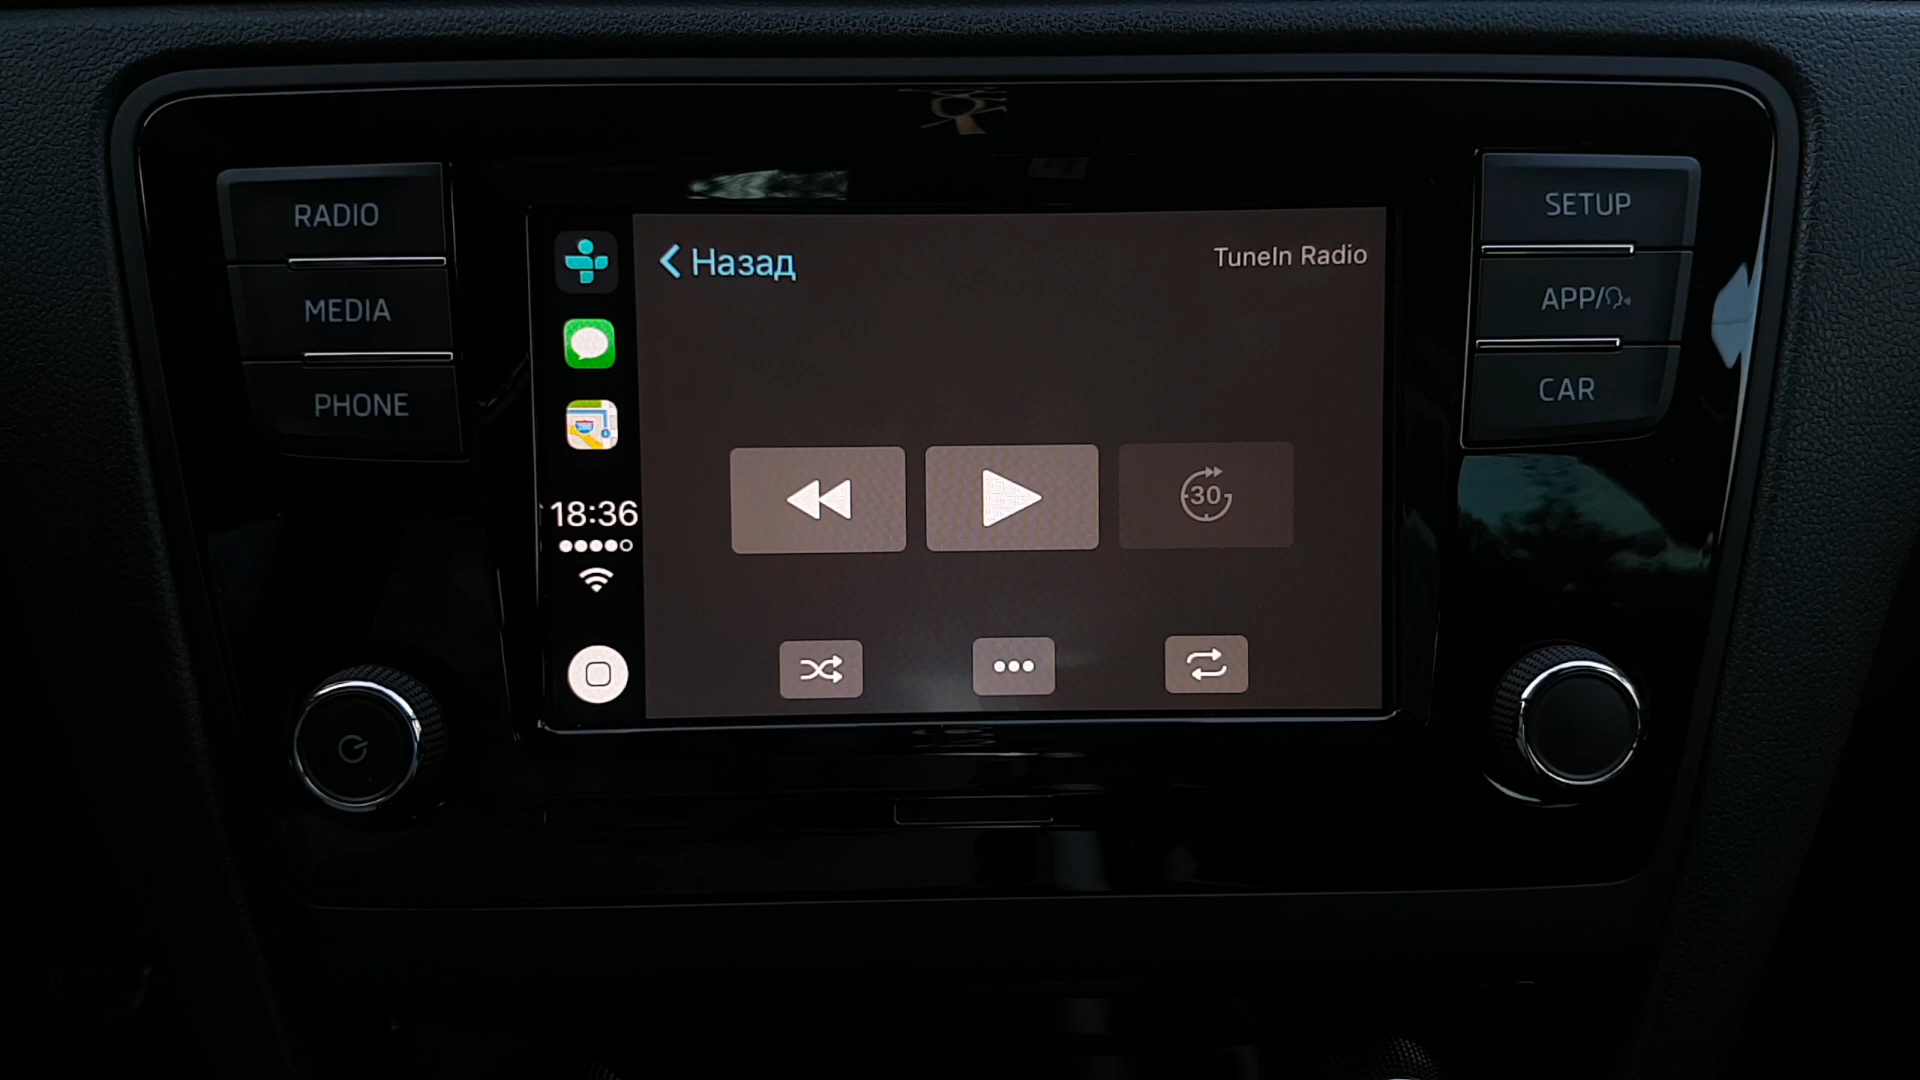 RADIO
MEDIA
PHONE
< Назад
TuneIn Radio
30
18:36
SETUP
APP/
CAR